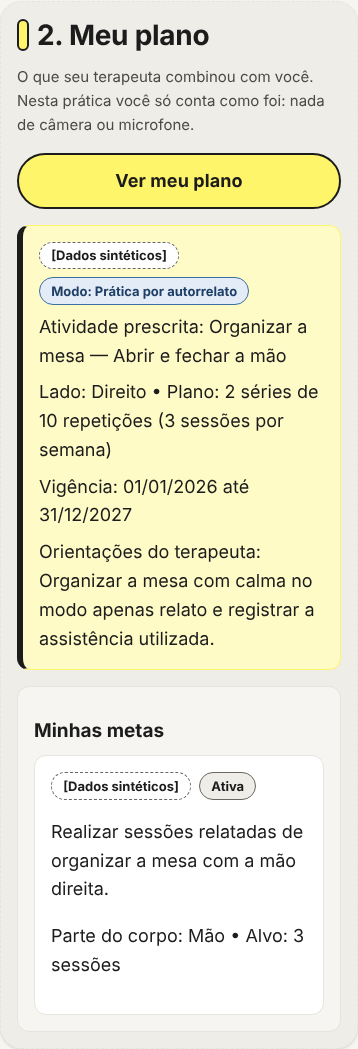 2. Meu plano
O que seu terapeuta combinou com você.
Nesta prática você só conta como foi: nada
de câmera ou microfone.
Ver meu plano
[Dados sintéticos]
Modo: Prática por autorrelato
Atividade prescrita: Organizar a
mesa — Abrir e fechar a mão
Lado: Direito • Plano: 2 séries de
10 repetições (3 sessões por
semana)
Vigência: 01/01/2026 até
31/12/2027
Orientações do terapeuta:
Organizar a mesa com calma no
modo apenas relato e registrar a
assistência utilizada.
Minhas metas
[Dados sintéticos] Ativa
Realizar sessões relatadas de
organizar a mesa com a mão
direita.
Parte do corpo: Mão • Alvo: 3
sessões